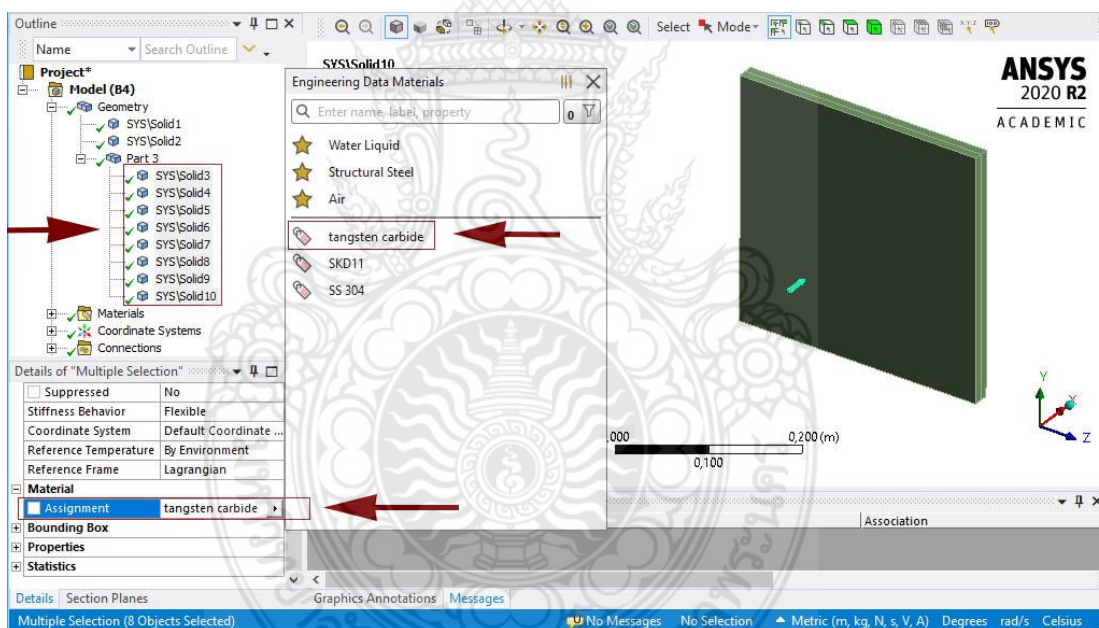 Outline
Name
Search Outline
Project*
Model (B4)
Geometry
SYS\Solid1
SYS\Solid2
Part 3
SYS\Solid3
SYS\Solid4
SYS\Solid5
SYS\Solid6
SYS\Solid7
SYS\Solid8
SYS\Solid9
SYS\Solid10
Materials
Coordinate Systems
Connections
Details of "Multiple Selection"
Suppressed No
Stiffness Behavior Flexible
Coordinate System Default Coordinate ...
Reference Temperature By Environment
Reference Frame Lagrangian
Material
Assignment tangsten carbide
Bounding Box
Properties
Statistics
Details Section Planes
Select Mode
SYS\Solid10
Engineering Data Materials
Enter name, label, property
0
Water Liquid
Structural Steel
Air
tangsten carbide
SKD11
SS 304
ANSYS
2020 R2
ACADEMIC
Y
X
Z
,000
0,200 (m)
0,100
Association
Graphics Annotations Messages
Multiple Selection (8 Objects Selected) No Messages No Selection Metric (m, kg, N, s, V, A) Degrees rad/s Celsius